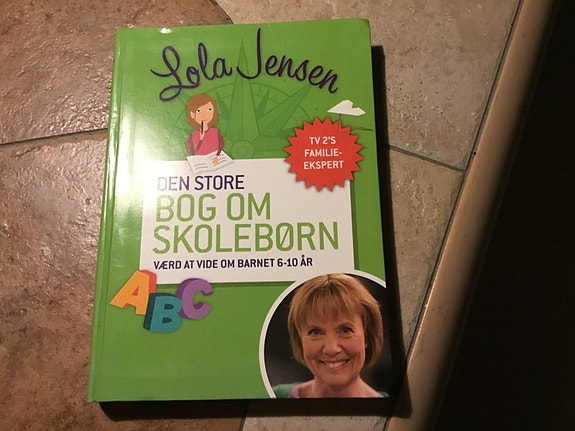 Lola Jensen
TV 2'S
FAMILIE-
EKSPERT
DEN STORE
BOG OM
SKOLEBØRN
VÆRD AT VIDE OM BARNET 6-10 ÅR
ABC